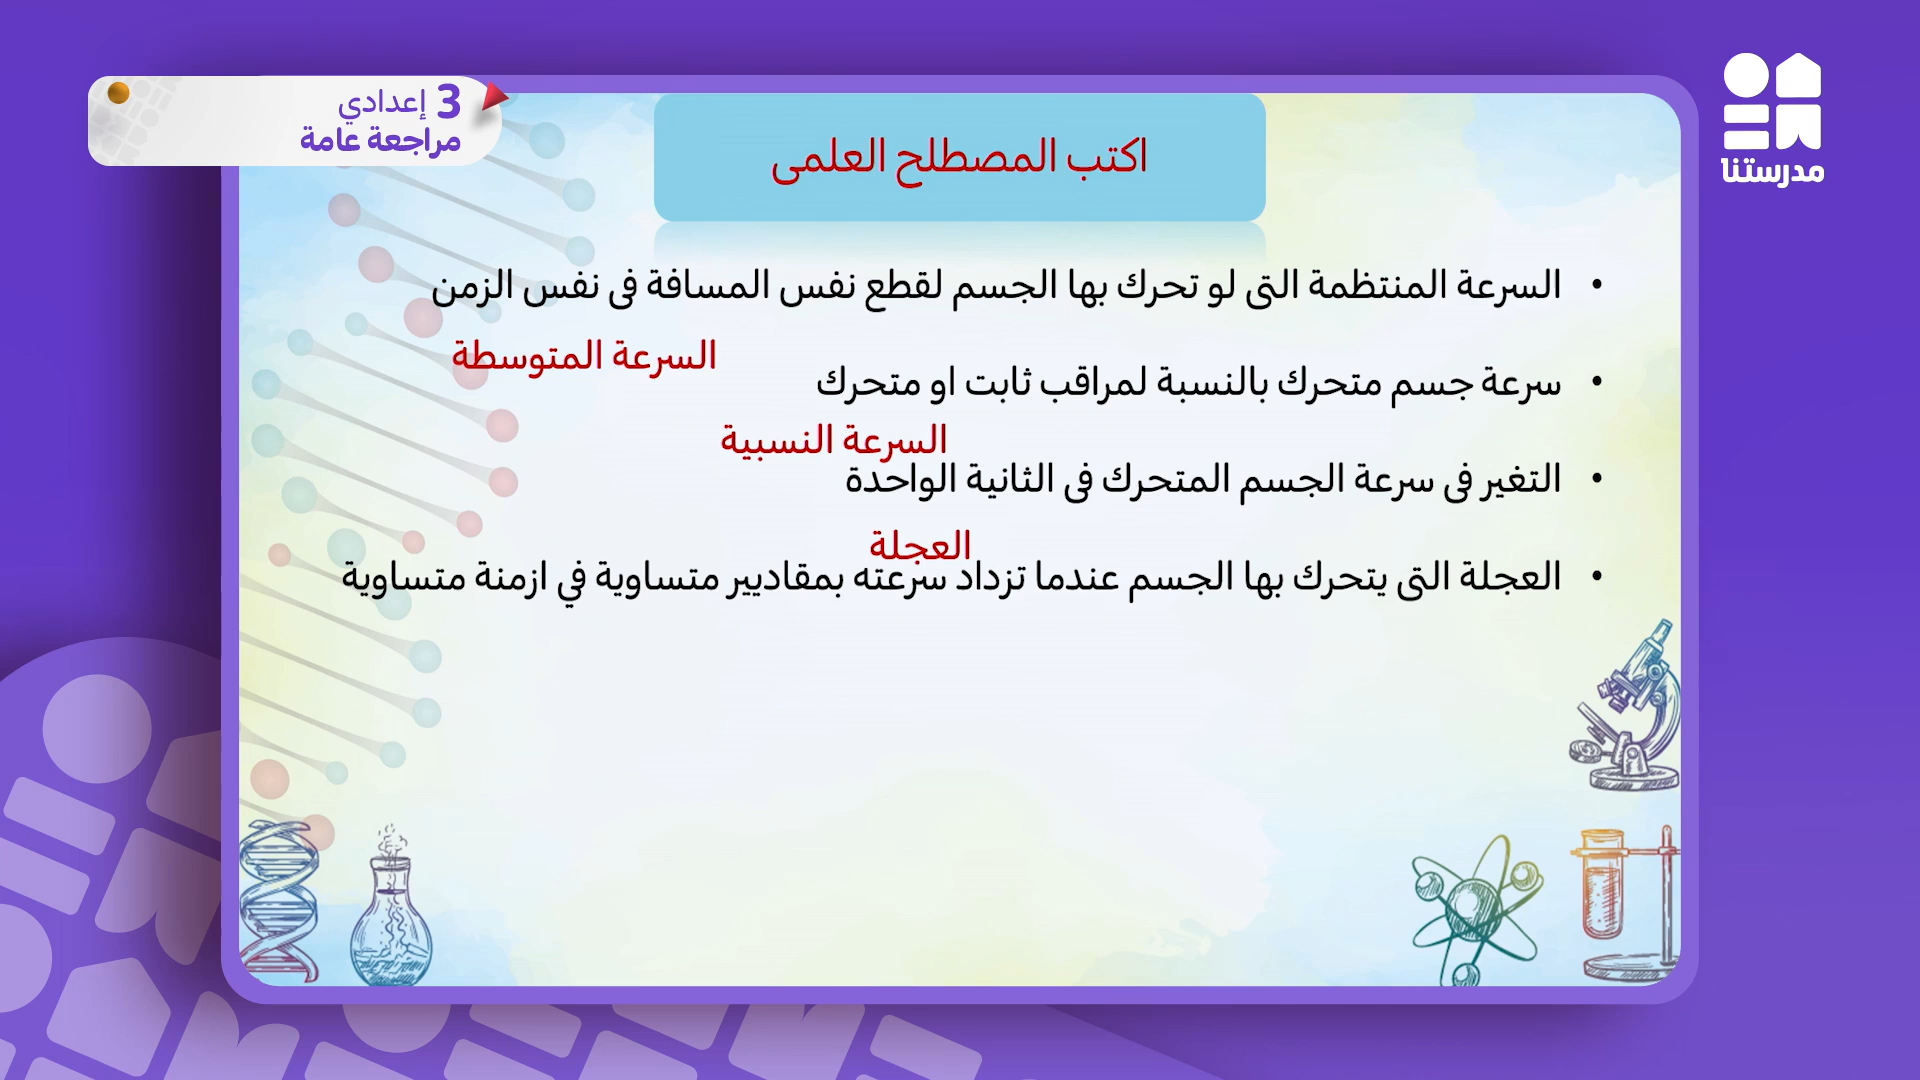 3 إعدادي
مراجعة عامة
مدرستنا
اكتب المصطلح العلمى
• السرعة المنتظمة التى لو تحرك بها الجسم لقطع نفس المسافة فى نفس الزمن
السرعة المتوسطة
• سرعة جسم متحرك بالنسبة لمراقب ثابت او متحرك
السرعة النسبية
• التغير فى سرعة الجسم المتحرك فى الثانية الواحدة
العجلة
• العجلة التى يتحرك بها الجسم عندما تزداد سرعته بمقاديير متساوية في ازمنة متساوية